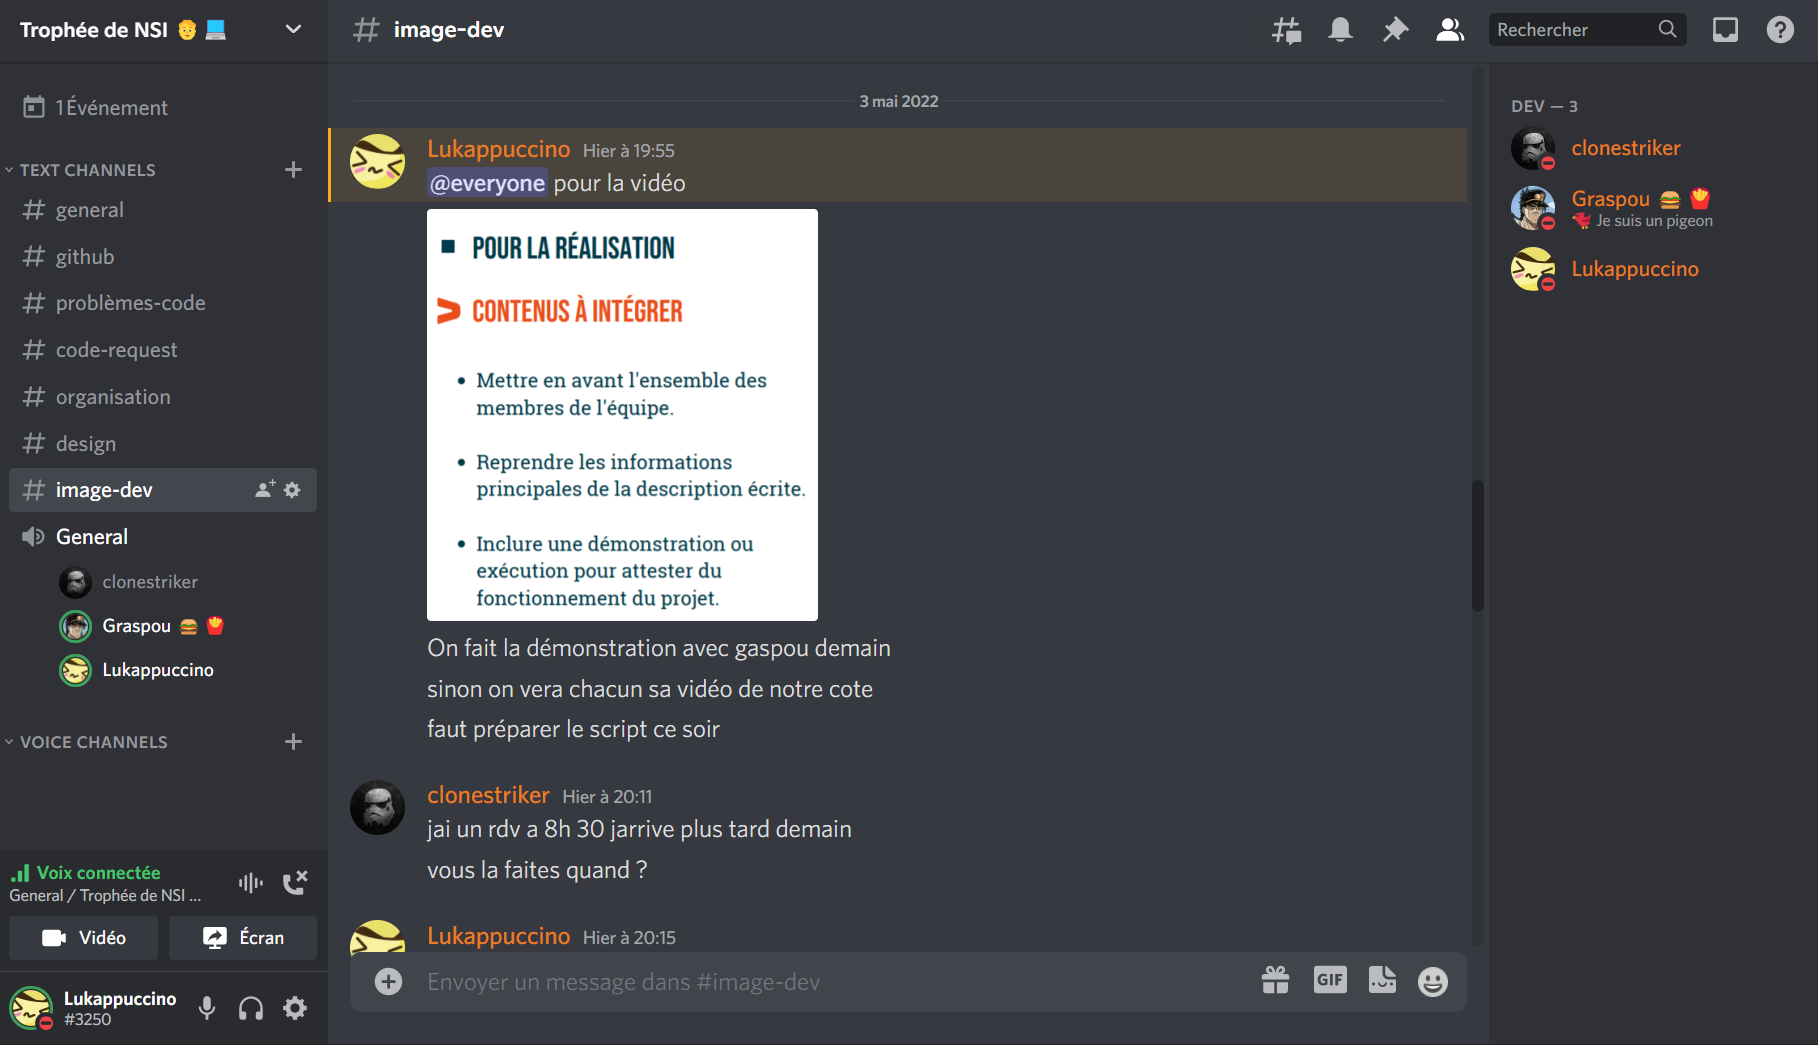 Trophée de NSI 🧑 💻
1 Événement
TEXT CHANNELS
general
github
problèmes-code
code-request
organisation
design
image-dev
General
clonestriker
Graspou 🍔 🍟
Lukappuccino
VOICE CHANNELS
Voix connectée
General / Trophée de NSI ...
Vidéo
Écran
Lukappuccino
#3250
image-dev
Rechercher
3 mai 2022
Lukappuccino Hier à 19:55
@everyone pour la vidéo
POUR LA RÉALISATION
> CONTENUS À INTÉGRER
• Mettre en avant l'ensemble des
membres de l'équipe.
• Reprendre les informations
principales de la description écrite.
• Inclure une démonstration ou
exécution pour attester du
fonctionnement du projet.
On fait la démonstration avec gaspou demain
sinon on vera chacun sa vidéo de notre cote
faut préparer le script ce soir
clonestriker Hier à 20:11
jai un rdv a 8h 30 jarrive plus tard demain
vous la faites quand ?
Lukappuccino Hier à 20:15
Envoyer un message dans #image-dev
GIF
DEV — 3
clonestriker
Graspou 🍔 🍟
Je suis un pigeon
Lukappuccino